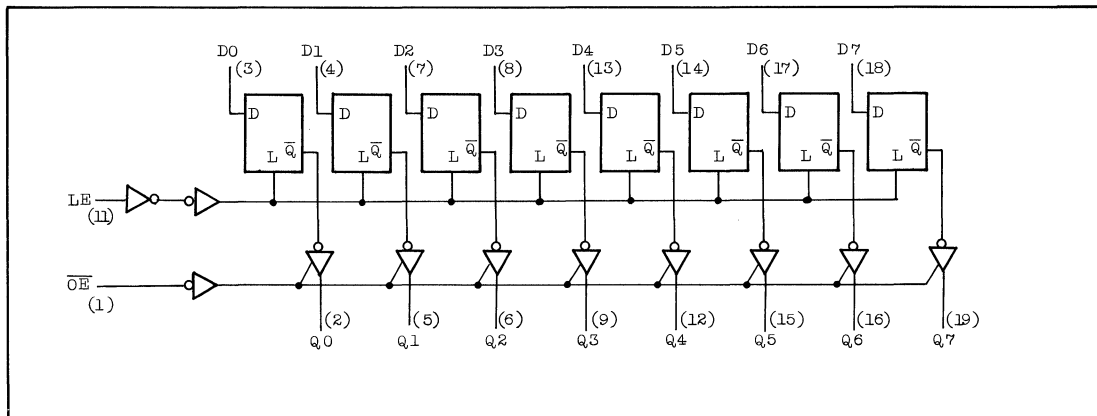 D0 D1 D2 D3 D4 D5 D6 D7
(3) (4) (7) (8) (13) (14) (17) (18)
D D D D D D D D
L Q̅ L Q̅ L Q̅ L Q̅ L Q̅ L Q̅ L Q̅ L Q̅
LE
(11)
O̅E̅
(1)
(2) (5) (6) (9) (12) (15) (16) (19)
Q0 Q1 Q2 Q3 Q4 Q5 Q6 Q7